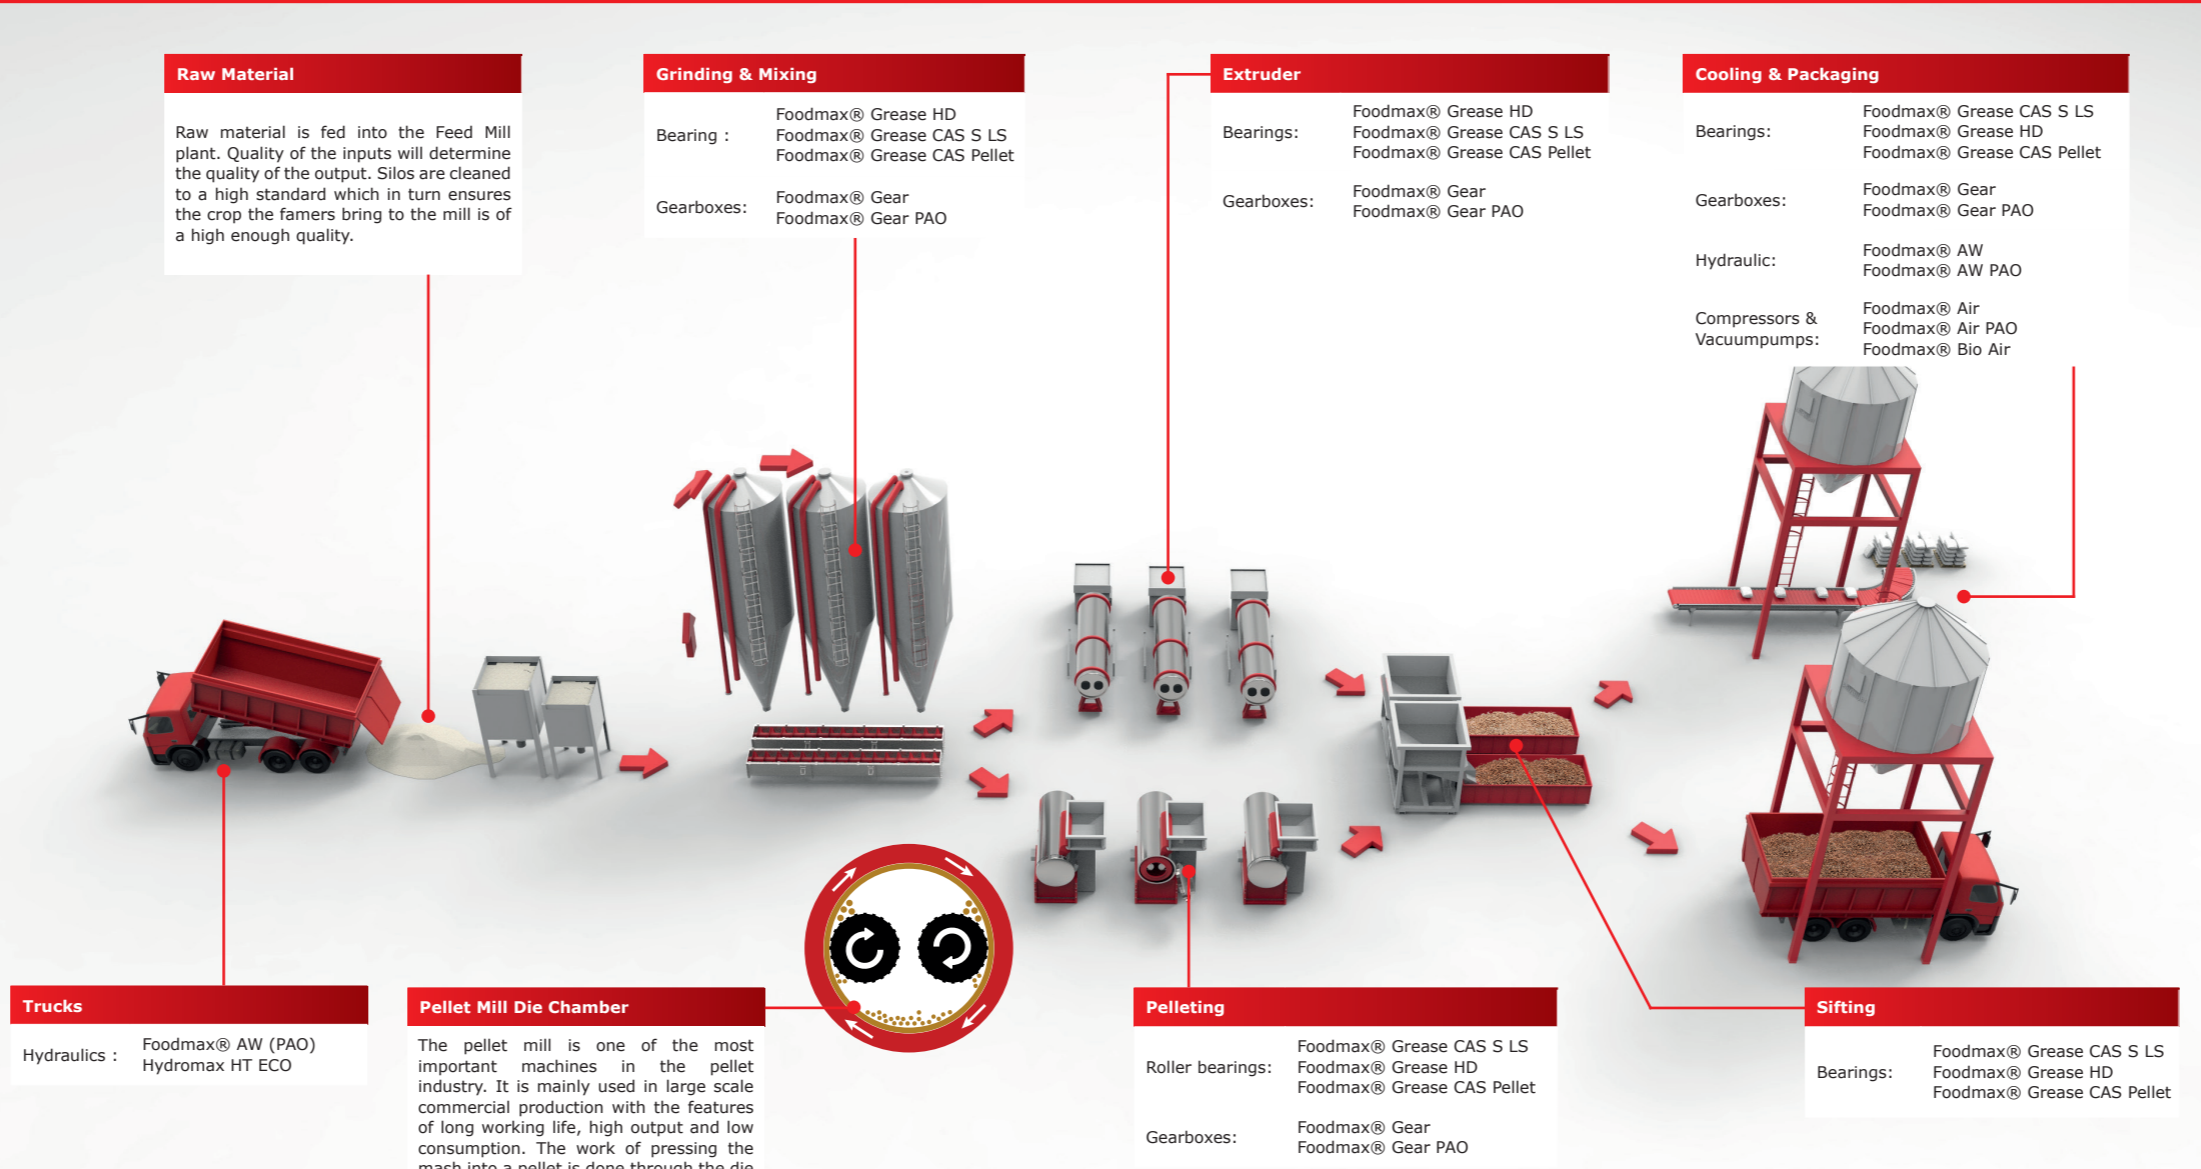 Raw Material
Raw material is fed into the Feed Mill
plant. Quality of the inputs will determine
the quality of the output. Silos are cleaned
to a high standard which in turn ensures
the crop the famers bring to the mill is of
a high enough quality.
Grinding & Mixing
Bearing :
Foodmax® Grease HD
Foodmax® Grease CAS S LS
Foodmax® Grease CAS Pellet
Gearboxes:
Foodmax® Gear
Foodmax® Gear PAO
Extruder
Bearings:
Foodmax® Grease HD
Foodmax® Grease CAS S LS
Foodmax® Grease CAS Pellet
Gearboxes:
Foodmax® Gear
Foodmax® Gear PAO
Cooling & Packaging
Bearings:
Foodmax® Grease CAS S LS
Foodmax® Grease HD
Foodmax® Grease CAS Pellet
Gearboxes:
Foodmax® Gear
Foodmax® Gear PAO
Hydraulic:
Foodmax® AW
Foodmax® AW PAO
Compressors &
Vacuumpumps:
Foodmax® Air
Foodmax® Air PAO
Foodmax® Bio Air
Trucks
Hydraulics :
Foodmax® AW (PAO)
Hydromax HT ECO
Pellet Mill Die Chamber
The pellet mill is one of the most
important machines in the pellet
industry. It is mainly used in large scale
commercial production with the features
of long working life, high output and low
consumption. The work of pressing the
mash into a pellet is done through the die
Pelleting
Roller bearings:
Foodmax® Grease CAS S LS
Foodmax® Grease HD
Foodmax® Grease CAS Pellet
Gearboxes:
Foodmax® Gear
Foodmax® Gear PAO
Sifting
Bearings:
Foodmax® Grease CAS S LS
Foodmax® Grease HD
Foodmax® Grease CAS Pellet